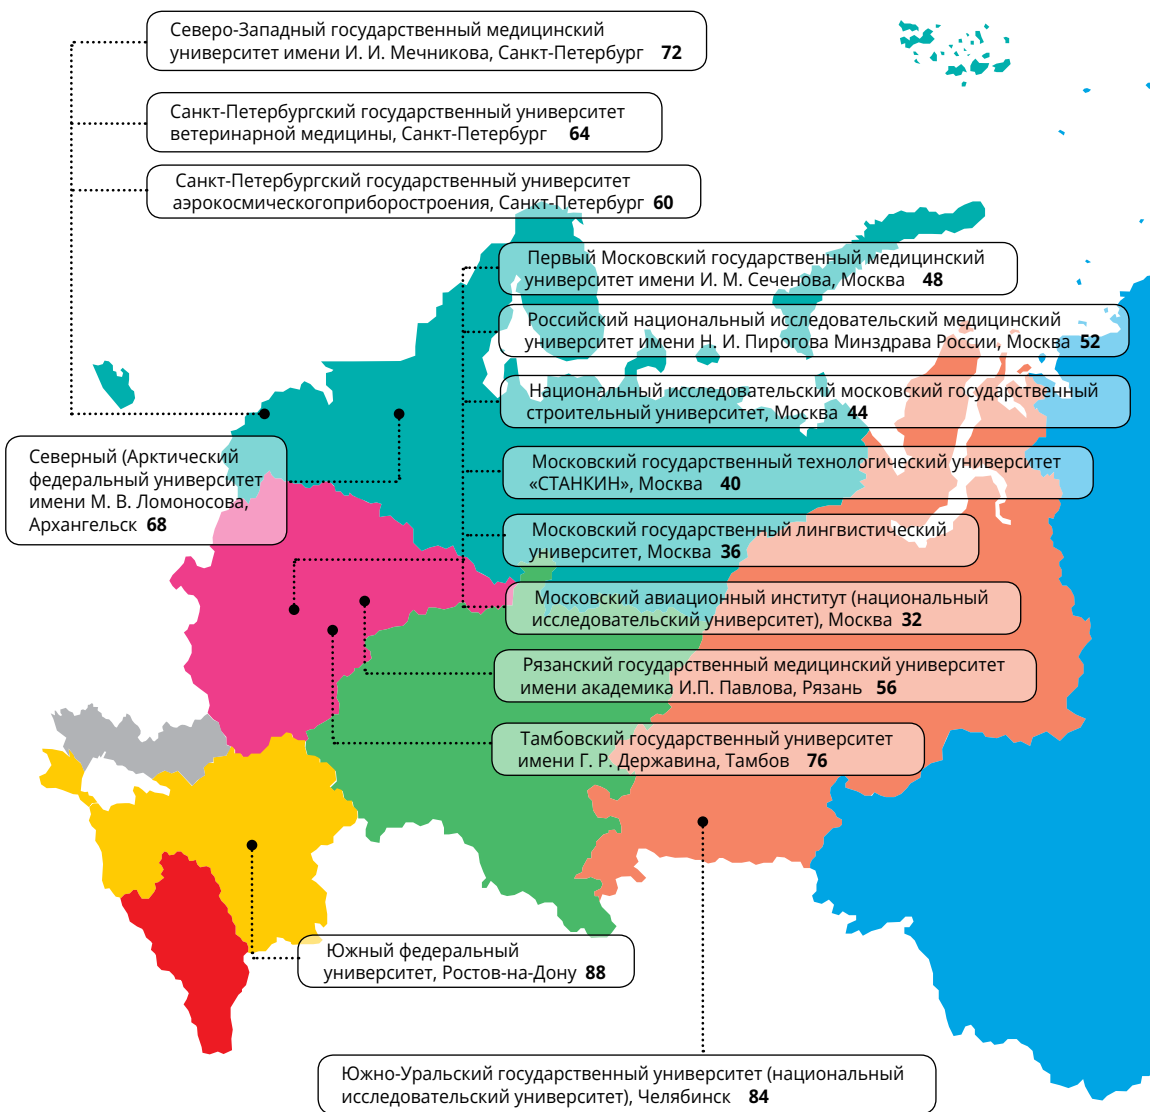 Северо-Западный государственный медицинский
университет имени И. И. Мечникова, Санкт-Петербург 72
Санкт-Петербургский государственный университет
ветеринарной медицины, Санкт-Петербург 64
Санкт-Петербургский государственный университет
аэрокосмическогоприборостроения, Санкт-Петербург 60
Первый Московский государственный медицинский
университет имени И. М. Сеченова, Москва 48
Российский национальный исследовательский медицинский
университет имени Н. И. Пирогова Минздрава России, Москва 52
Национальный исследовательский московский государственный
строительный университет, Москва 44
Северный (Арктический
федеральный университет
имени М. В. Ломоносова,
Архангельск 68
Московский государственный технологический университет
«СТАНКИН», Москва 40
Московский государственный лингвистический
университет, Москва 36
Московский авиационный институт (национальный
исследовательский университет), Москва 32
Рязанский государственный медицинский университет
имени академика И.П. Павлова, Рязань 56
Тамбовский государственный университет
имени Г. Р. Державина, Тамбов 76
Южный федеральный
университет, Ростов-на-Дону 88
Южно-Уральский государственный университет (национальный
исследовательский университет), Челябинск 84